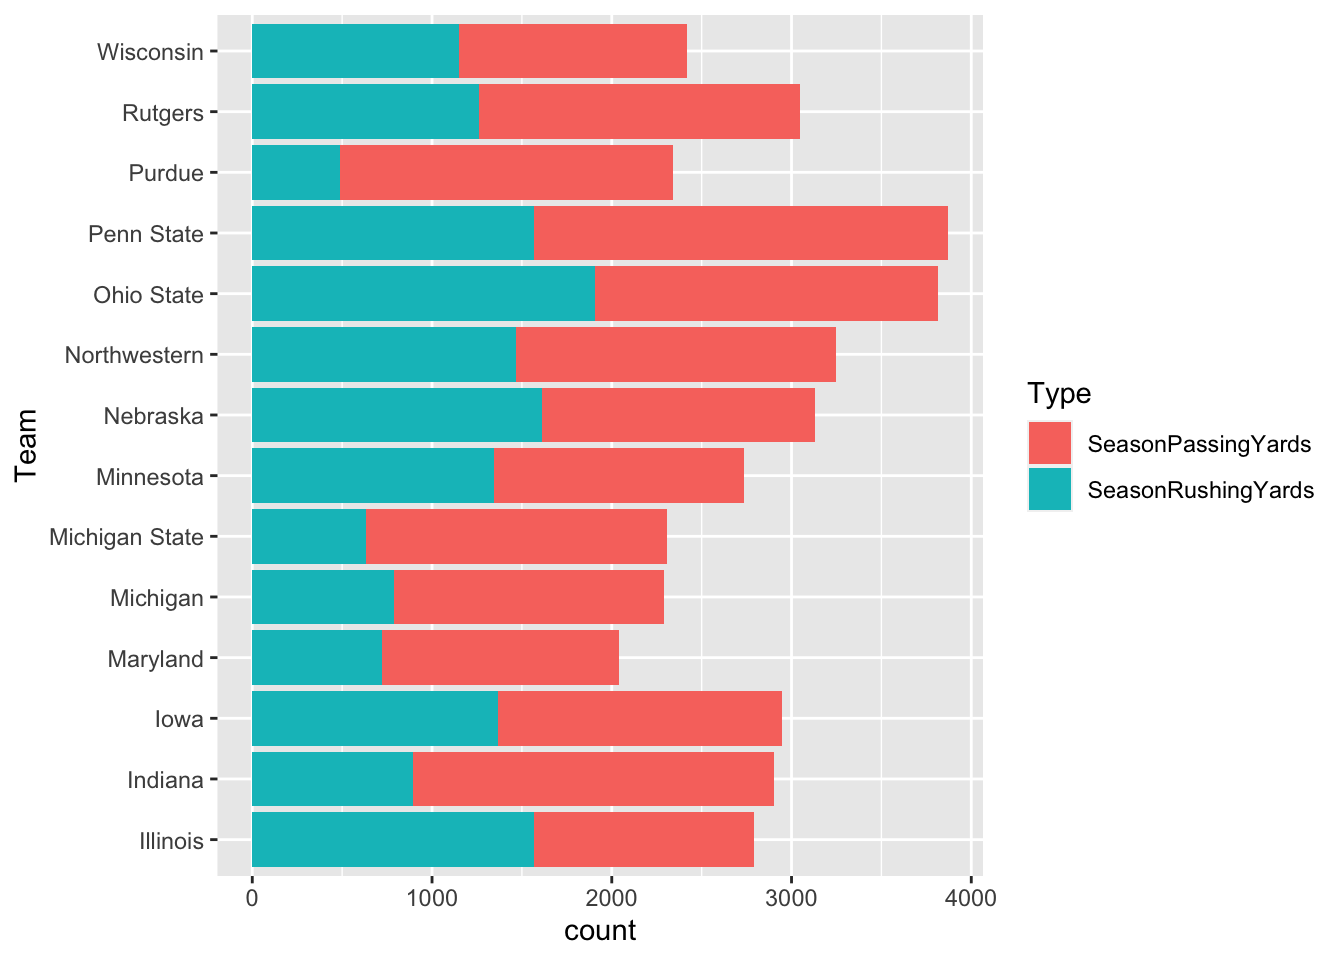 Wisconsin
Rutgers
Purdue
Penn State
Ohio State
Northwestern
Nebraska
Minnesota
Michigan State
Michigan
Maryland
Iowa
Indiana
Illinois
Team
0 1000 2000 3000 4000
count
Type
SeasonPassingYards
SeasonRushingYards